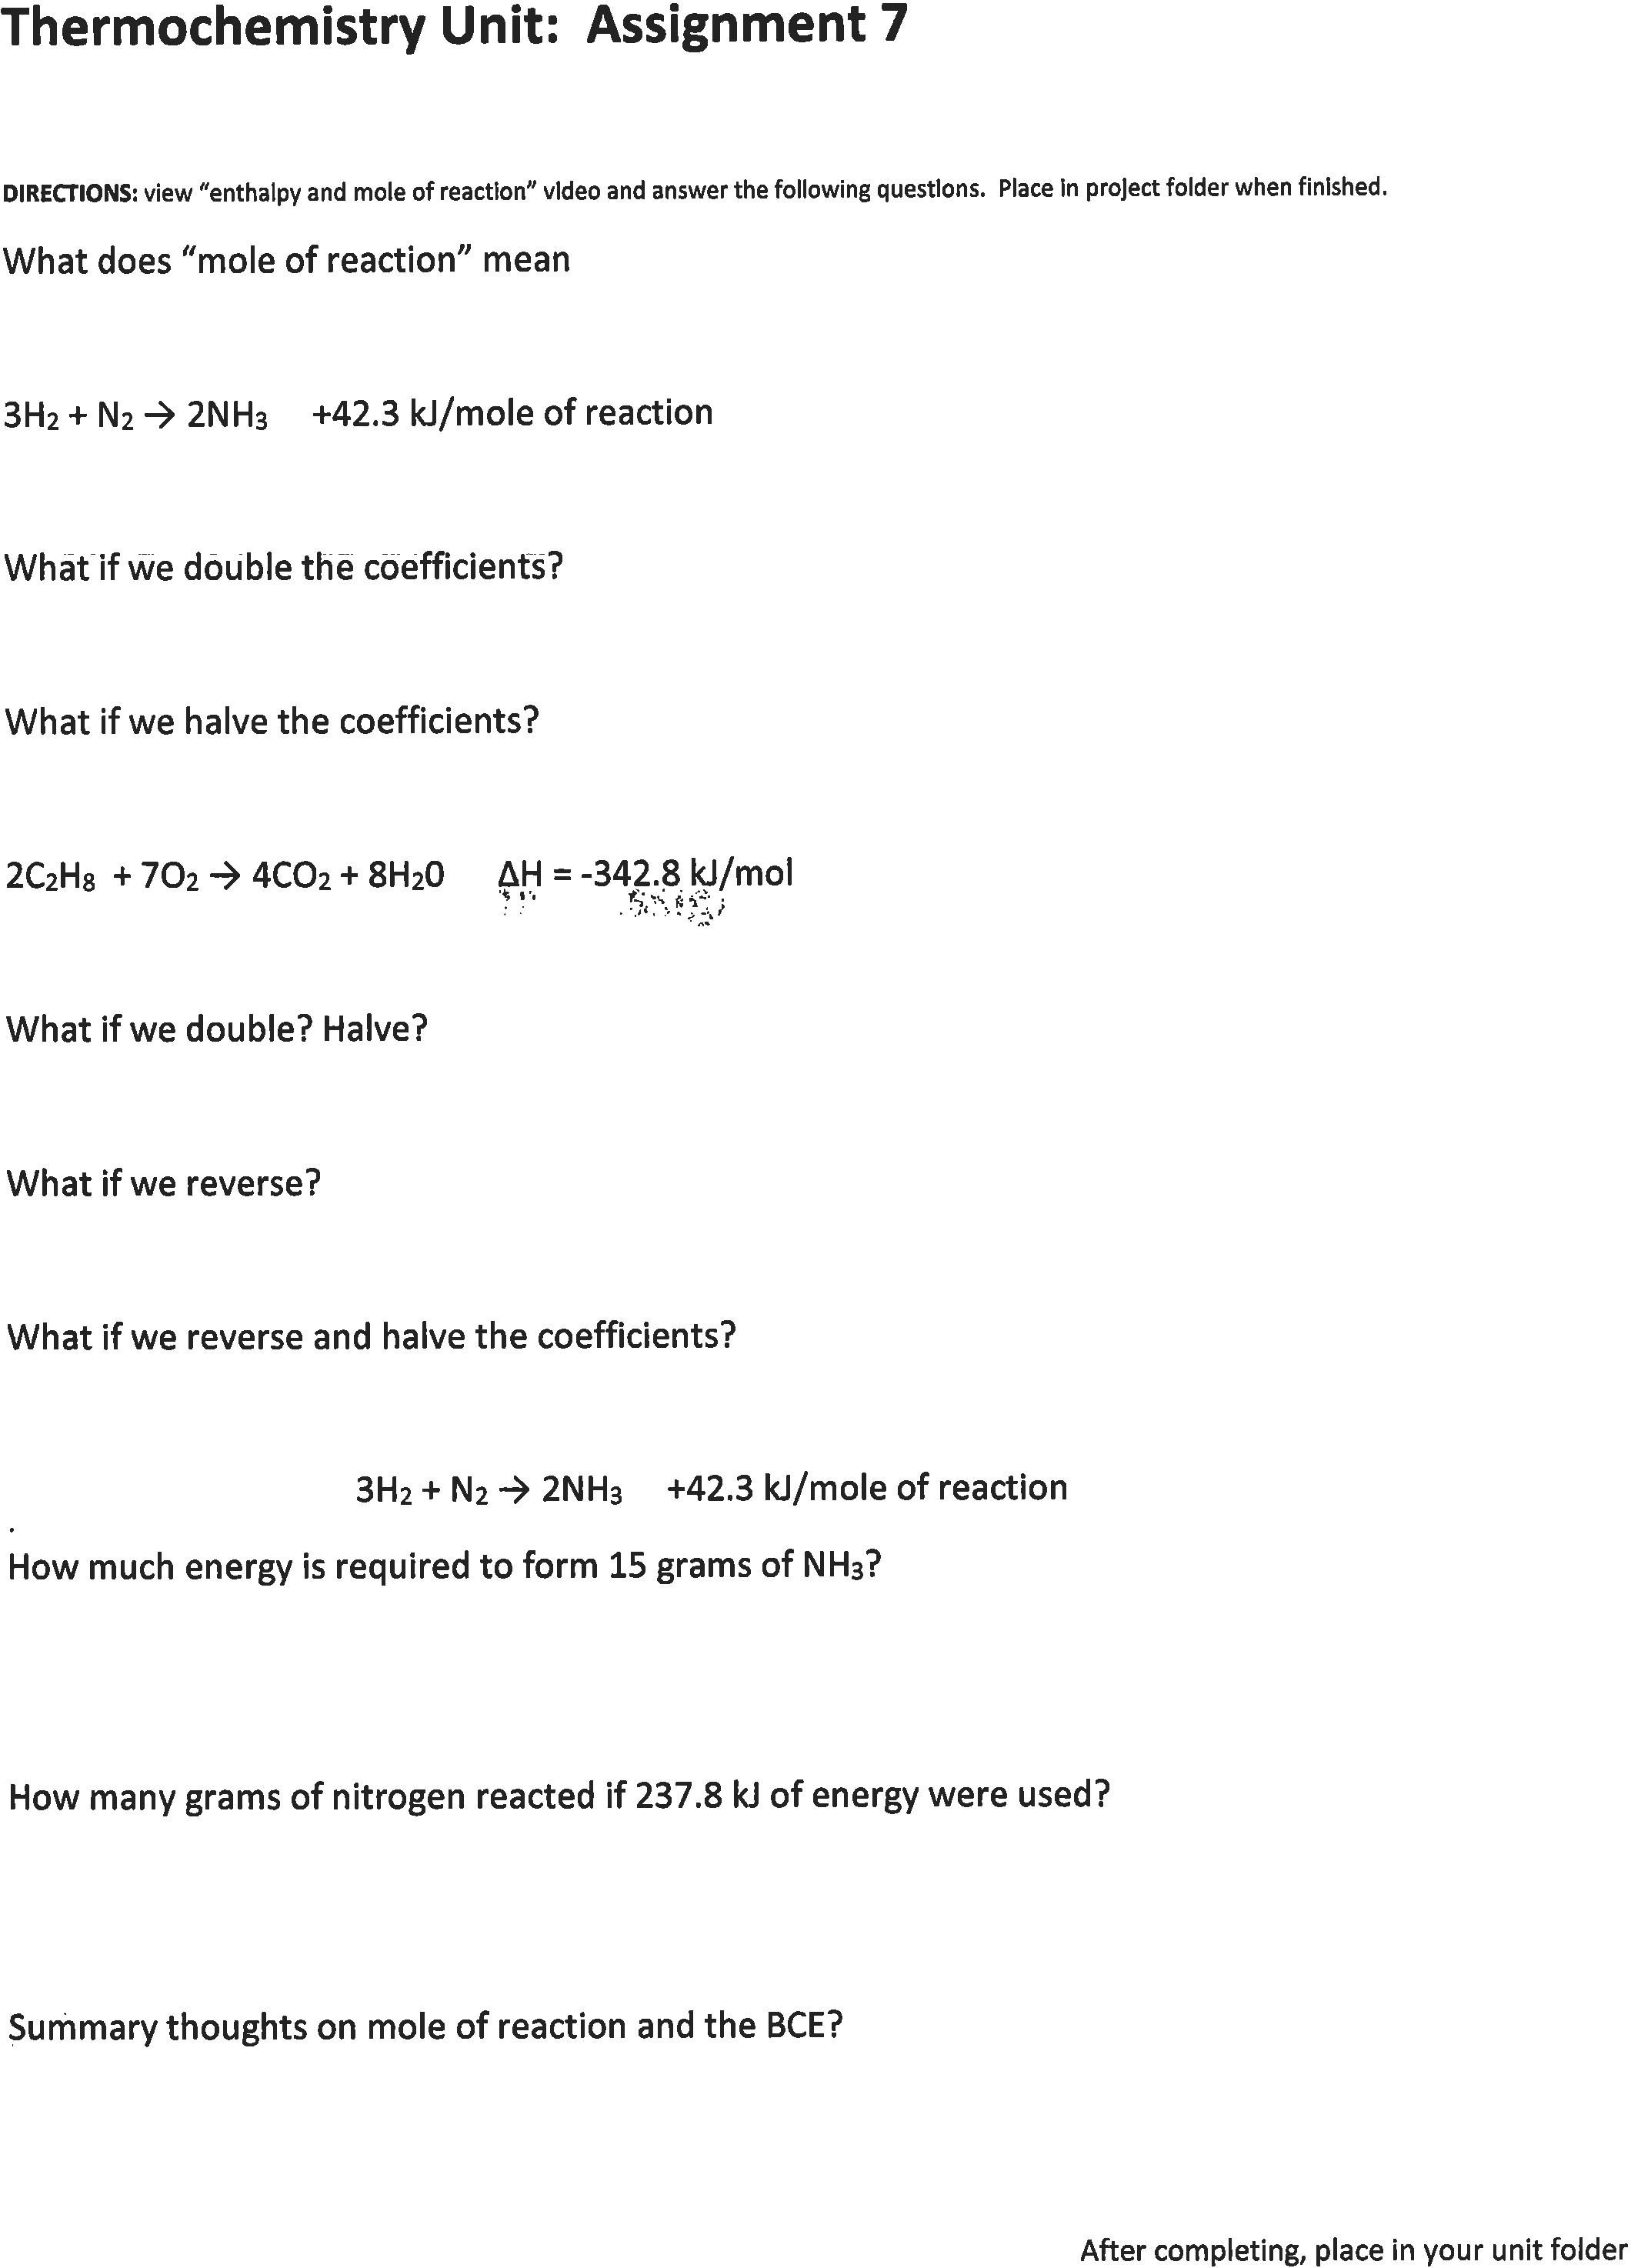 Thermochemistry Unit: Assignment 7
DIRECTIONS: view “enthalpy and mole of reaction” video and answer the following questions. Place in project folder when finished.
What does “mole of reaction” mean
3H₂ + N₂ → 2NH₃ +42.3 kJ/mole of reaction
What if we double the coefficients?
What if we halve the coefficients?
2C₂H₈ + 7O₂ → 4CO₂ + 8H₂0 ΔH = -342.8 kJ/mol
What if we double? Halve?
What if we reverse?
What if we reverse and halve the coefficients?
3H₂ + N₂ → 2NH₃ +42.3 kJ/mole of reaction
How much energy is required to form 15 grams of NH₃?
How many grams of nitrogen reacted if 237.8 kJ of energy were used?
Summary thoughts on mole of reaction and the BCE?
After completing, place in your unit folder